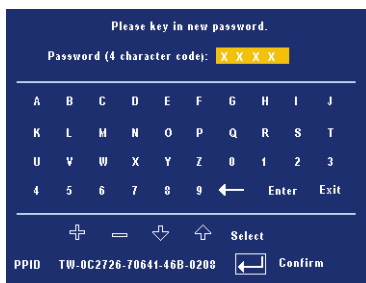 Please key in new password.
Password (4 character code): X X X X
A B C D E F G H I J
K L M N O P Q R S T
U V W X Y Z 0 1 2 3
4 5 6 7 8 9 ← Enter Exit
Select
PPID TW-0C2726-70641-46B-0208 Confirm